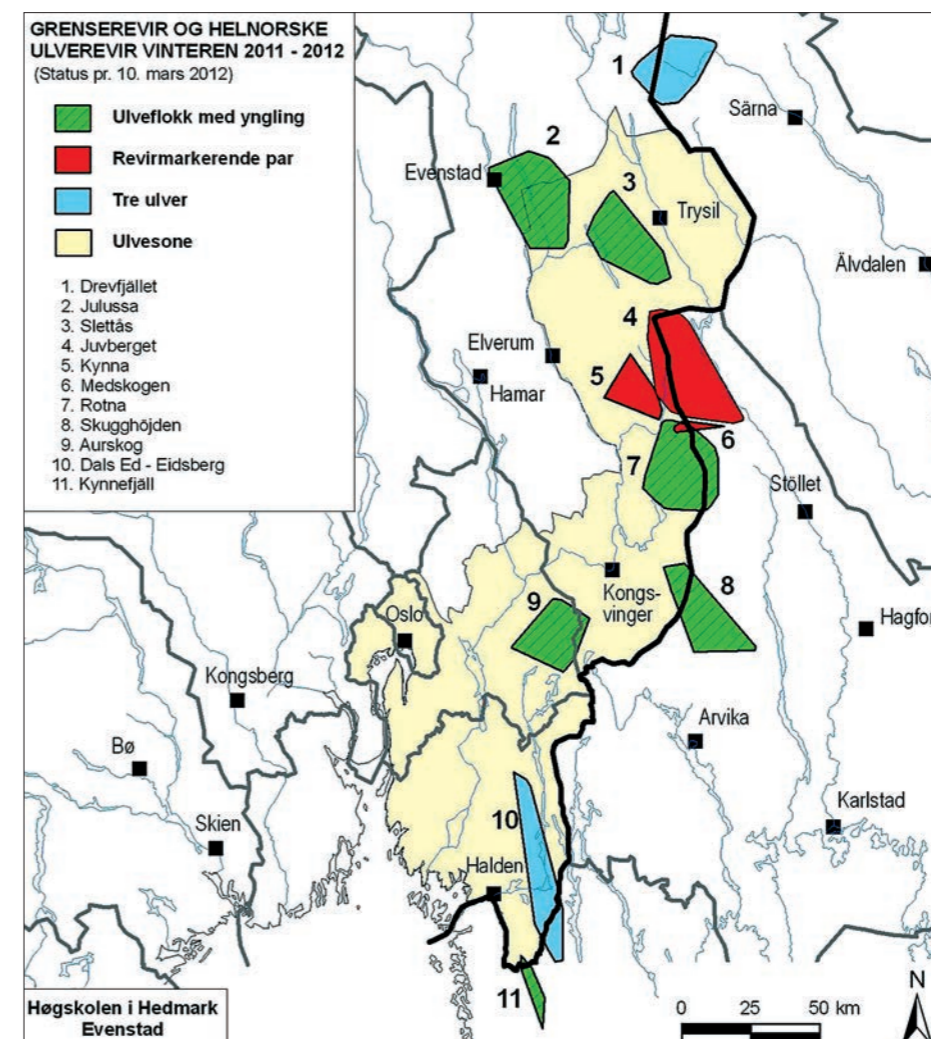 GRENSEREVIR OG HELNORSKE
ULVEREVIR VINTEREN 2011 - 2012
(Status pr. 10. mars 2012)
Ulveflokk med yngling
Revirmarkerende par
Tre ulver
Ulvesone
1. Drevfjället
2. Julussa
3. Slettås
4. Juvberget
5. Kynna
6. Medskogen
7. Rotna
8. Skugghöjden
9. Aurskog
10. Dals Ed - Eidsberg
11. Kynnefjäll
1
Särna
2
Evenstad
3
Trysil
Älvdalen
4
Elverum
5
Hamar
6
7
Stöllet
Kongs-
vinger
8
9
Oslo
Hagfor
Kongsberg
Arvika
Bø
10
Karlstad
Skien
Halden
11
N
0 25 50 km
Høgskolen i Hedmark
Evenstad